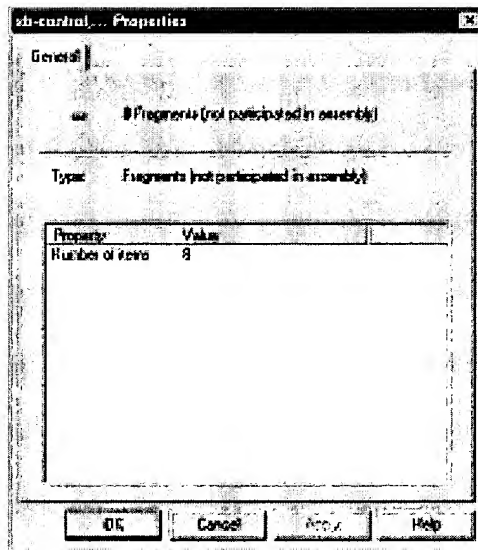 zb-control,... Properties
General
8 Fragments (not participated in assembly)
Type: Fragments (not participated in assembly)
Property Value
Number of items 8
OK Cancel Apply Help